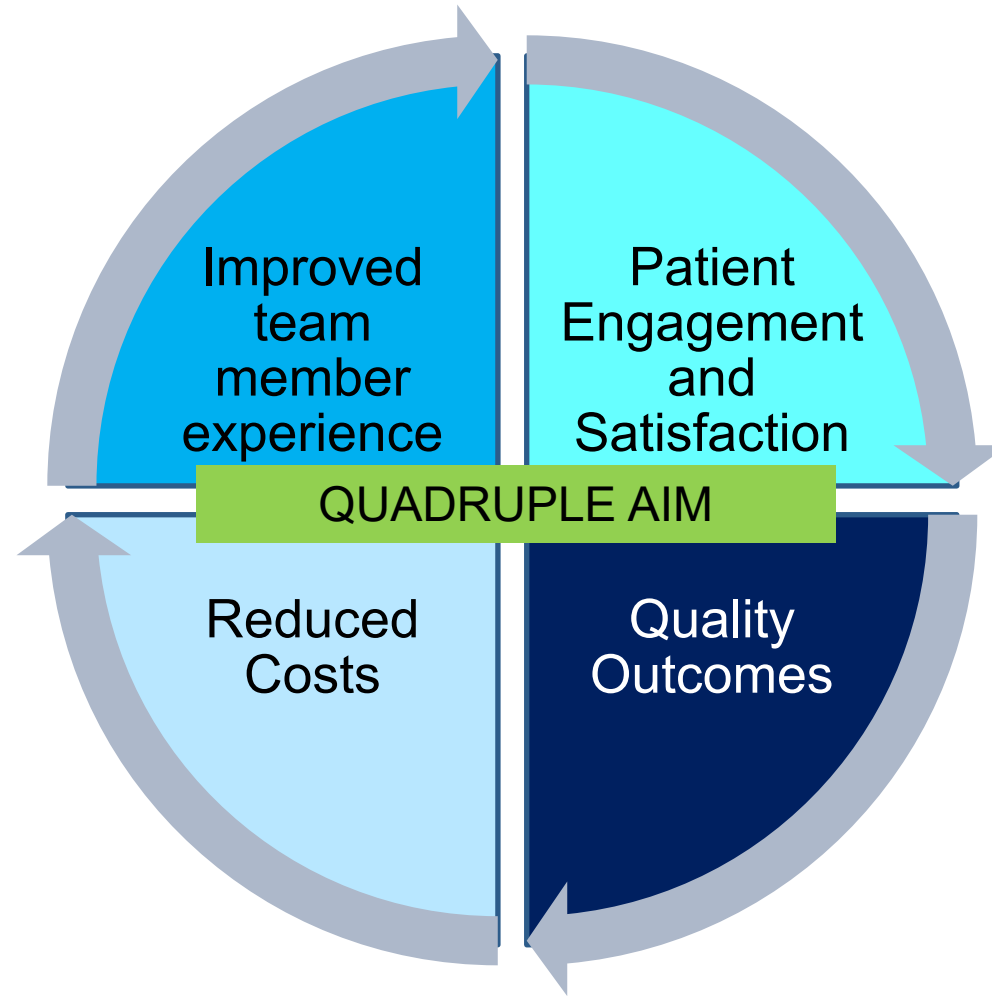 Improved
team
member
experience
Patient
Engagement
and
Satisfaction
QUADRUPLE AIM
Reduced
Costs
Quality
Outcomes